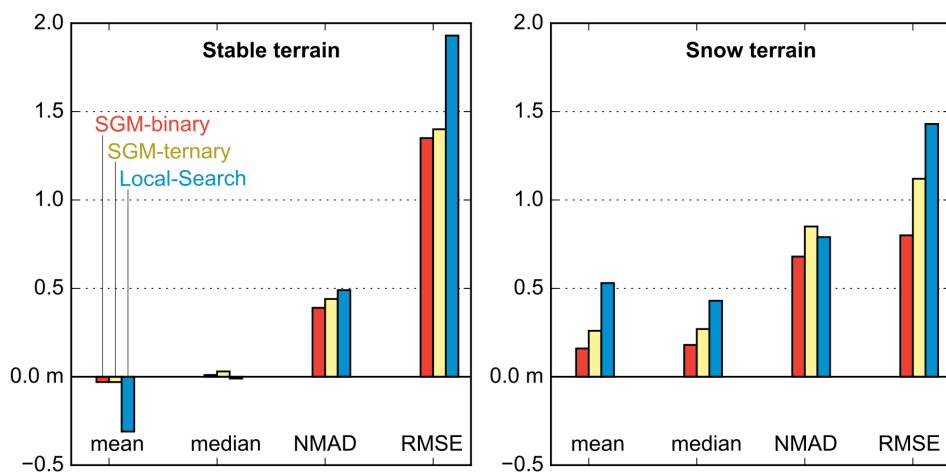 Stable terrain
2.0
1.5
1.0
0.5
0.0 m
−0.5
SGM-binary
SGM-ternary
Local-Search
mean median NMAD RMSE
Snow terrain
2.0
1.5
1.0
0.5
0.0 m
−0.5
mean median NMAD RMSE